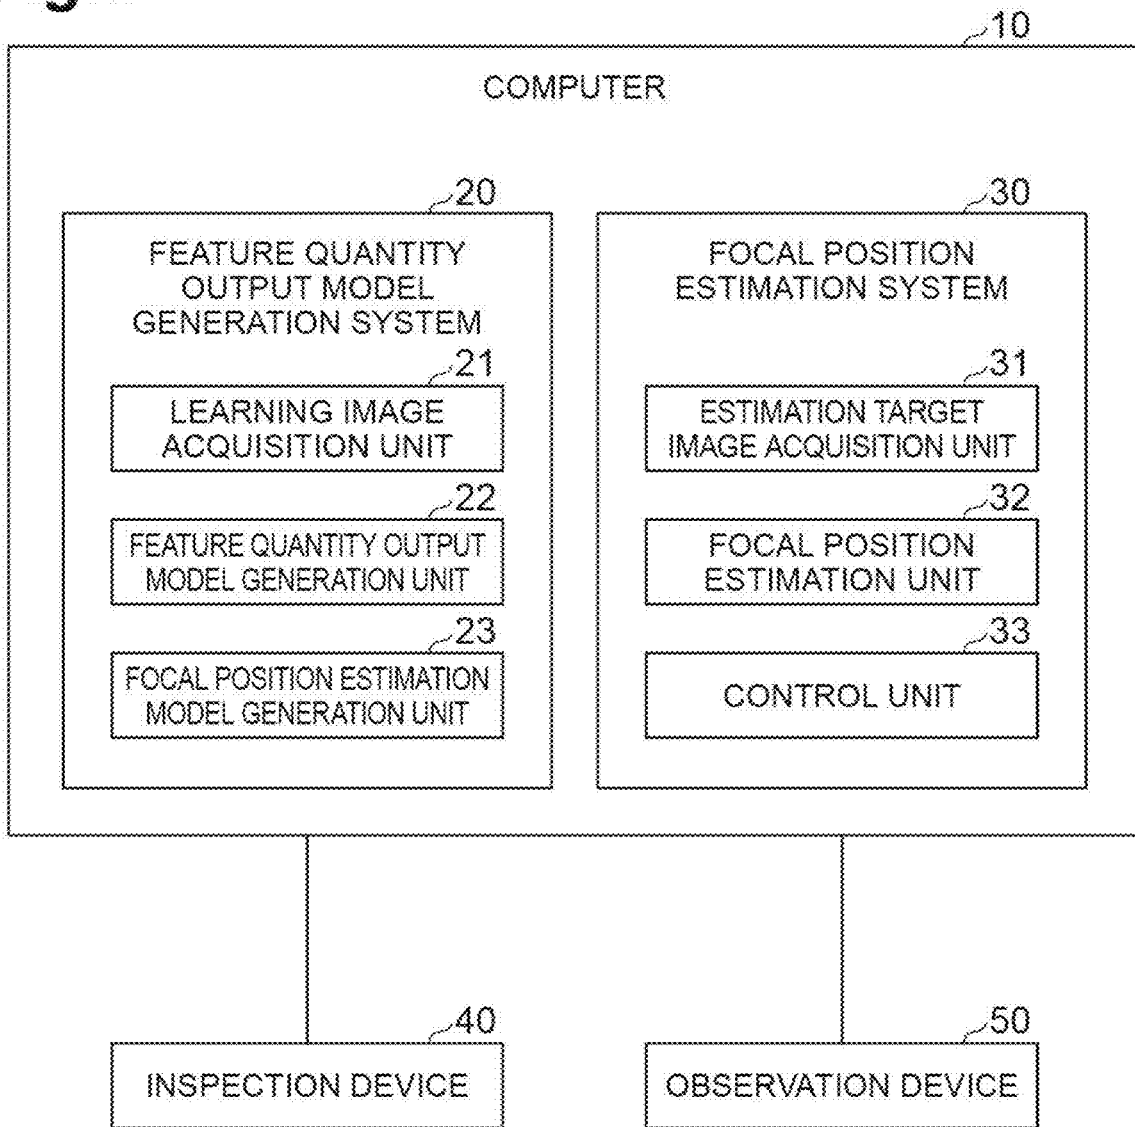 10
COMPUTER
20
FEATURE QUANTITY
OUTPUT MODEL
GENERATION SYSTEM
21
LEARNING IMAGE
ACQUISITION UNIT
22
FEATURE QUANTITY OUTPUT
MODEL GENERATION UNIT
23
FOCAL POSITION ESTIMATION
MODEL GENERATION UNIT
30
FOCAL POSITION
ESTIMATION SYSTEM
31
ESTIMATION TARGET
IMAGE ACQUISITION UNIT
32
FOCAL POSITION
ESTIMATION UNIT
33
CONTROL UNIT
40
INSPECTION DEVICE
50
OBSERVATION DEVICE